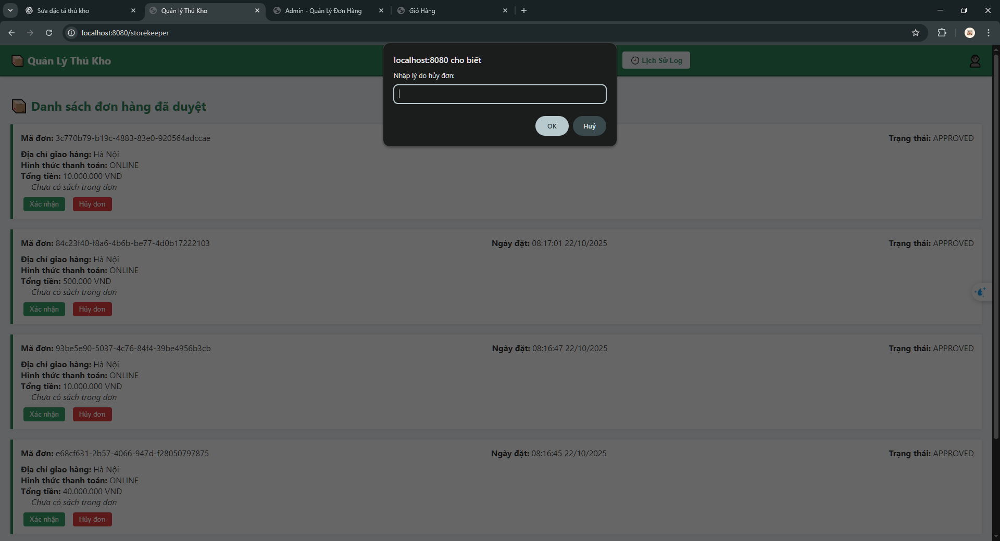 Sửa đặc tả thủ kho
Quản lý Thủ Kho
Admin - Quản Lý Đơn Hàng
Giỏ Hàng
localhost:8080/storekeeper
Quản Lý Thủ Kho
Lịch Sử Log
localhost:8080 cho biết
Nhập lý do hủy đơn:
OK
Huỷ
Danh sách đơn hàng đã duyệt
Mã đơn: 3c770b79-b19c-4883-83e0-920564adccae
Trạng thái: APPROVED
Địa chỉ giao hàng: Hà Nội
Hình thức thanh toán: ONLINE
Tổng tiền: 10.000.000 VND
Chưa có sách trong đơn
Xác nhận
Hủy đơn
Mã đơn: 84c23f40-f8a6-4b6b-be77-4d0b17222103
Ngày đặt: 08:17:01 22/10/2025
Trạng thái: APPROVED
Địa chỉ giao hàng: Hà Nội
Hình thức thanh toán: ONLINE
Tổng tiền: 500.000 VND
Chưa có sách trong đơn
Xác nhận
Hủy đơn
Mã đơn: 93be5e90-5037-4c76-84f4-39be4956b3cb
Ngày đặt: 08:16:47 22/10/2025
Trạng thái: APPROVED
Địa chỉ giao hàng: Hà Nội
Hình thức thanh toán: ONLINE
Tổng tiền: 10.000.000 VND
Chưa có sách trong đơn
Xác nhận
Hủy đơn
Mã đơn: e68cf631-2b57-4066-947d-f28050797875
Ngày đặt: 08:16:45 22/10/2025
Trạng thái: APPROVED
Địa chỉ giao hàng: Hà Nội
Hình thức thanh toán: ONLINE
Tổng tiền: 40.000.000 VND
Chưa có sách trong đơn
Xác nhận
Hủy đơn